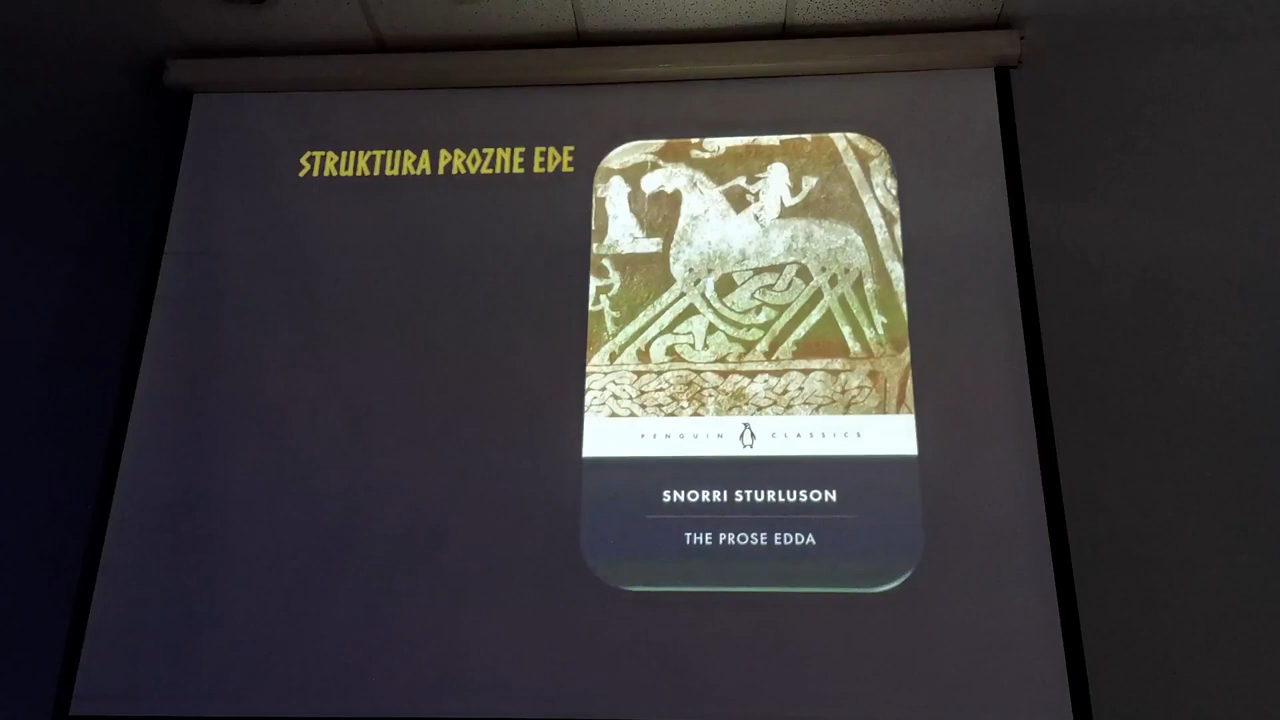 STRUKTURA PROZNE EDE
PENGUIN CLASSICS
SNORRI STURLUSON
THE PROSE EDDA